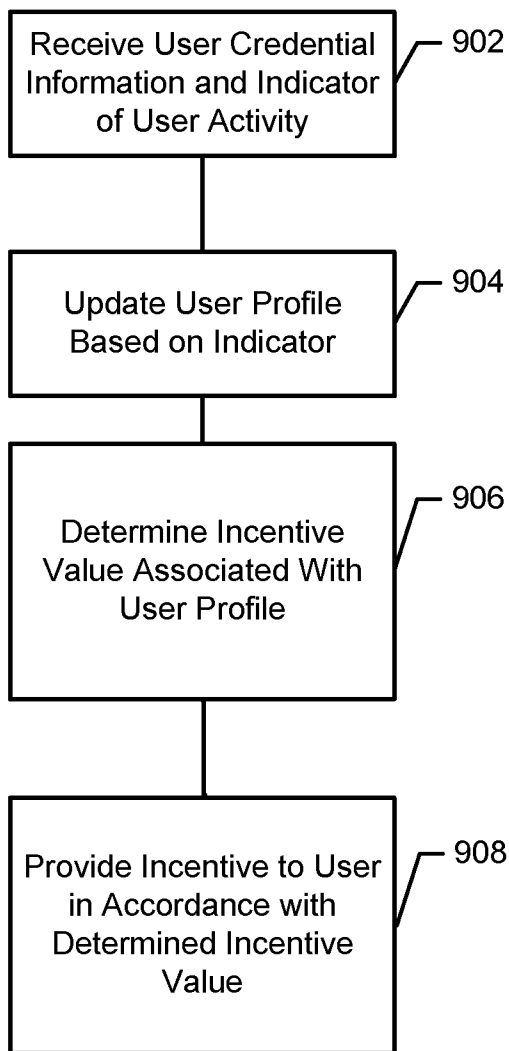 Receive User Credential
Information and Indicator
of User Activity
902
Update User Profile
Based on Indicator
904
Determine Incentive
Value Associated With
User Profile
906
Provide Incentive to User
in Accordance with
Determined Incentive
Value
908